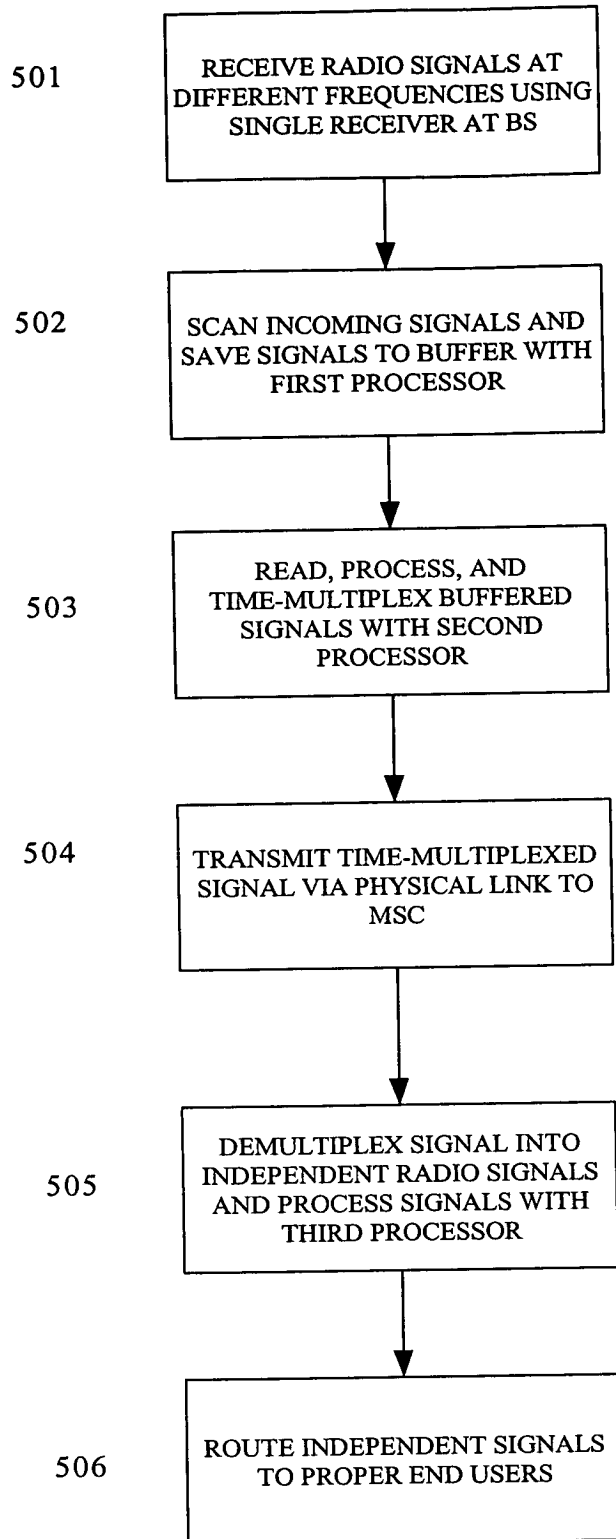 501
RECEIVE RADIO SIGNALS AT
DIFFERENT FREQUENCIES USING
SINGLE RECEIVER AT BS
502
SCAN INCOMING SIGNALS AND
SAVE SIGNALS TO BUFFER WITH
FIRST PROCESSOR
503
READ, PROCESS, AND
TIME-MULTIPLEX BUFFERED
SIGNALS WITH SECOND
PROCESSOR
504
TRANSMIT TIME-MULTIPLEXED
SIGNAL VIA PHYSICAL LINK TO
MSC
505
DEMULTIPLEX SIGNAL INTO
INDEPENDENT RADIO SIGNALS
AND PROCESS SIGNALS WITH
THIRD PROCESSOR
506
ROUTE INDEPENDENT SIGNALS
TO PROPER END USERS